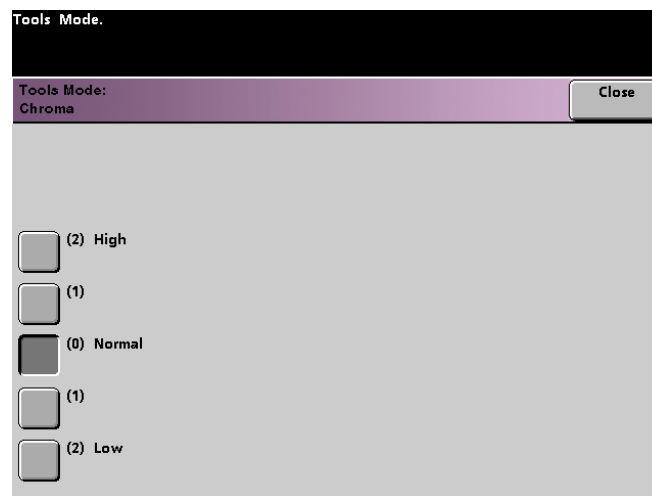 Tools Mode.
Tools Mode:
Chroma
Close
(2) High
(1)
(0) Normal
(1)
(2) Low